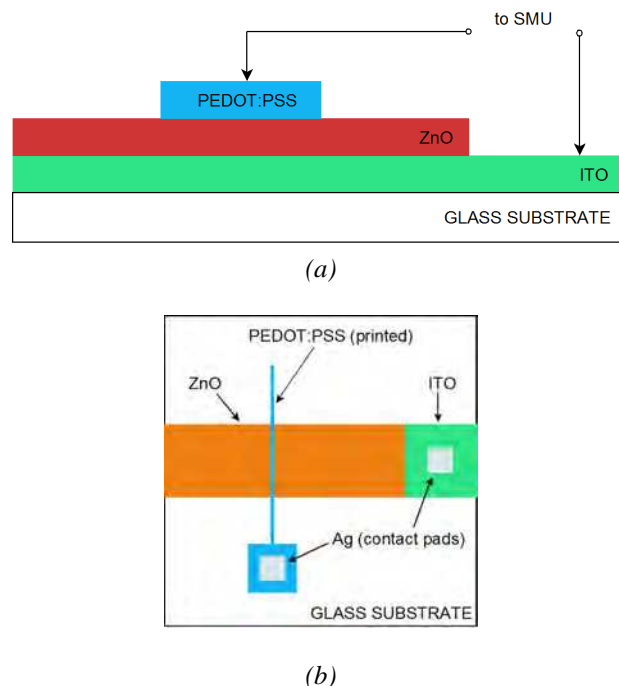 to SMU
PEDOT:PSS
ZnO
ITO
GLASS SUBSTRATE
(a)
PEDOT:PSS (printed)
ZnO
ITO
Ag (contact pads)
GLASS SUBSTRATE
(b)